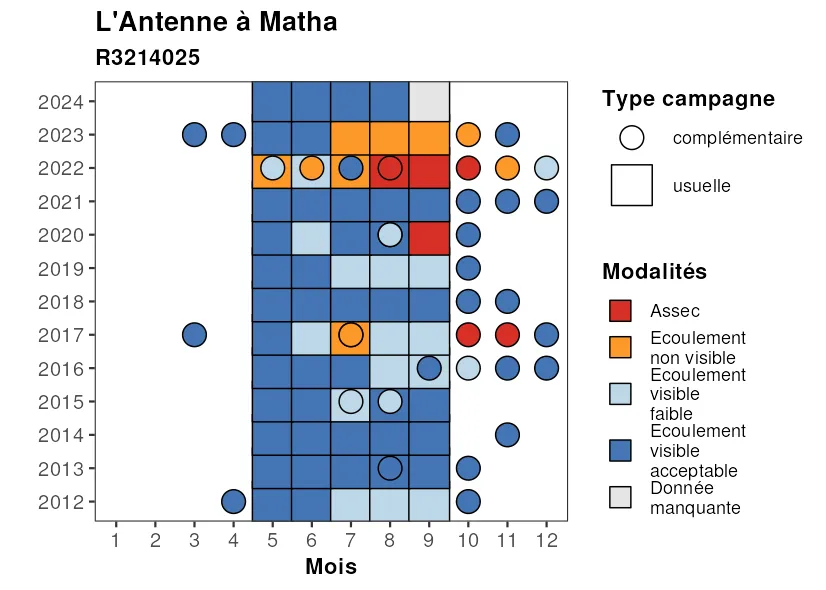 L'Antenne à Matha
R3214025
2024
2023
2022
2021
2020
2019
2018
2017
2016
2015
2014
2013
2012
1 2 3 4 5 6 7 8 9 10 11 12
Mois
Type campagne
complémentaire
usuelle
Modalités
Assec
Ecoulement
non visible
Ecoulement
visible
faible
Ecoulement
visible
acceptable
Donnée
manquante